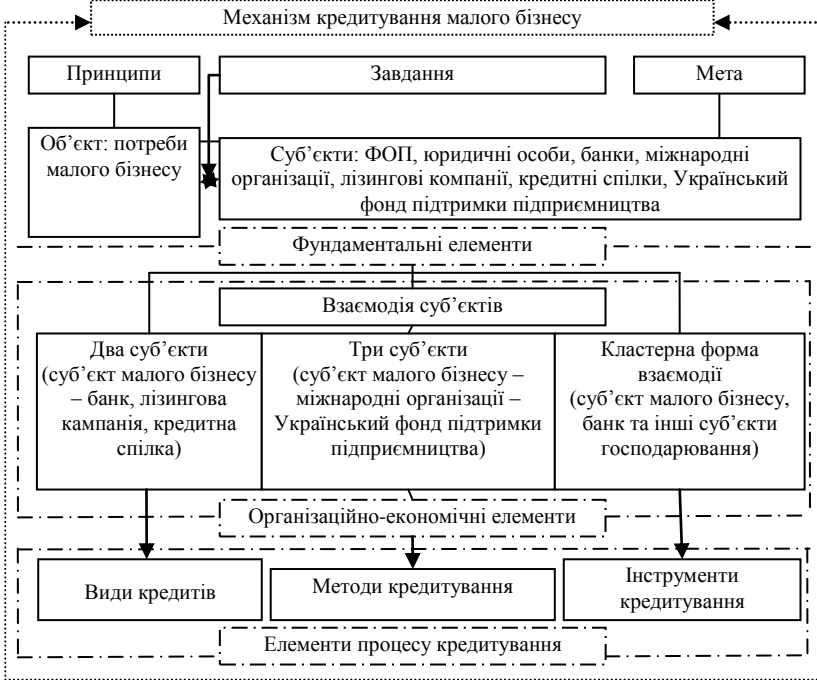 Механізм кредитування малого бізнесу
Принципи
Завдання
Мета
Об’єкт: потреби
малого бізнесу
Суб’єкти: ФОП, юридичні особи, банки, міжнародні
організації, лізингові компанії, кредитні спілки, Український
фонд підтримки підприємництва
Фундаментальні елементи
Взаємодія суб’єктів
Два суб’єкти
(суб’єкт малого бізнесу
– банк, лізингова
кампанія, кредитна
спілка)
Три суб’єкти
(суб’єкт малого бізнесу –
міжнародні організації –
Український фонд підтримки
підприємництва)
Кластерна форма
взаємодії
(суб’єкт малого бізнесу,
банк та інші суб’єкти
господарювання)
Організаційно-економічні елементи
Види кредитів
Методи кредитування
Інструменти
кредитування
Елементи процесу кредитування